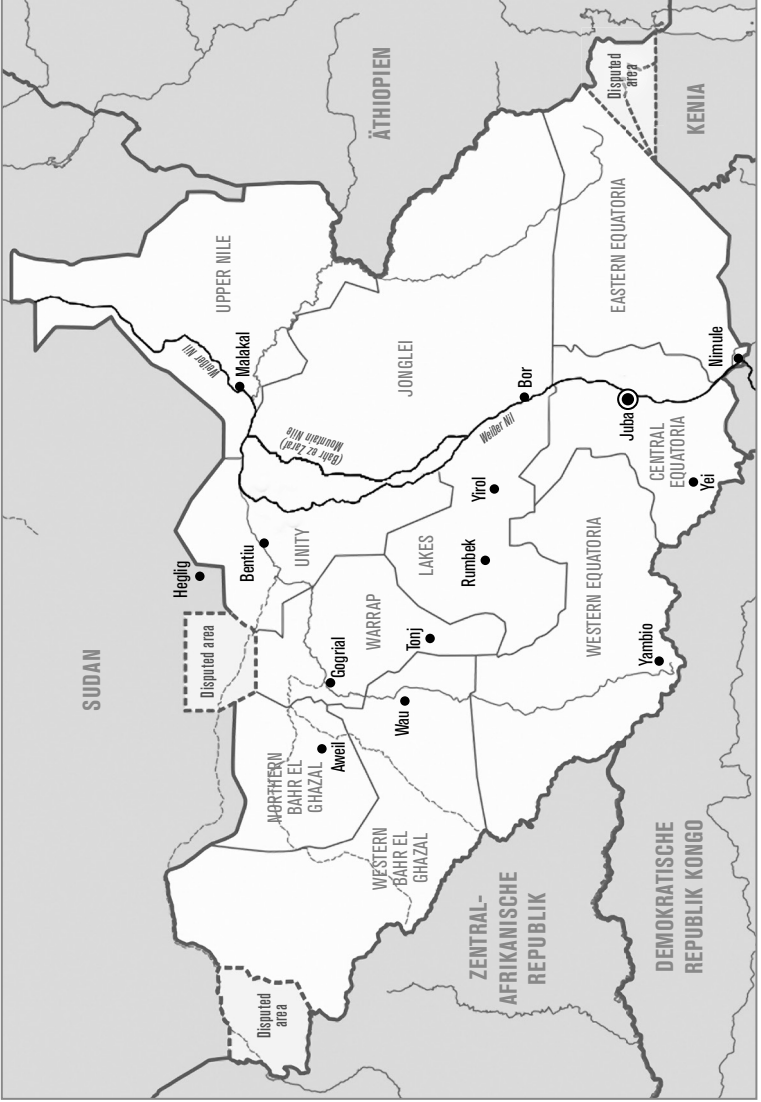 SUDAN
ÄTHIOPIEN
KENIA
ZENTRAL-
AFRIKANISCHE
REPUBLIK
DEMOKRATISCHE
REPUBLIK KONGO
Disputed
area
Disputed area
Disputed
area
Heglig
UPPER NILE
Weißer Nil
Malakal
Bentiu
UNITY
(Bahr ez Zaraf)
Mountain Nile
JONGLEI
NORTHERN
BAHR EL
GHAZAL
Aweil
Gogrial
WARRAP
Tonj
Wau
WESTERN
BAHR EL
GHAZAL
LAKES
Rumbek
Yirol
Weißer Nil
Bor
WESTERN EQUATORIA
Yambio
CENTRAL
EQUATORIA
Yei
Juba
EASTERN EQUATORIA
Nimule